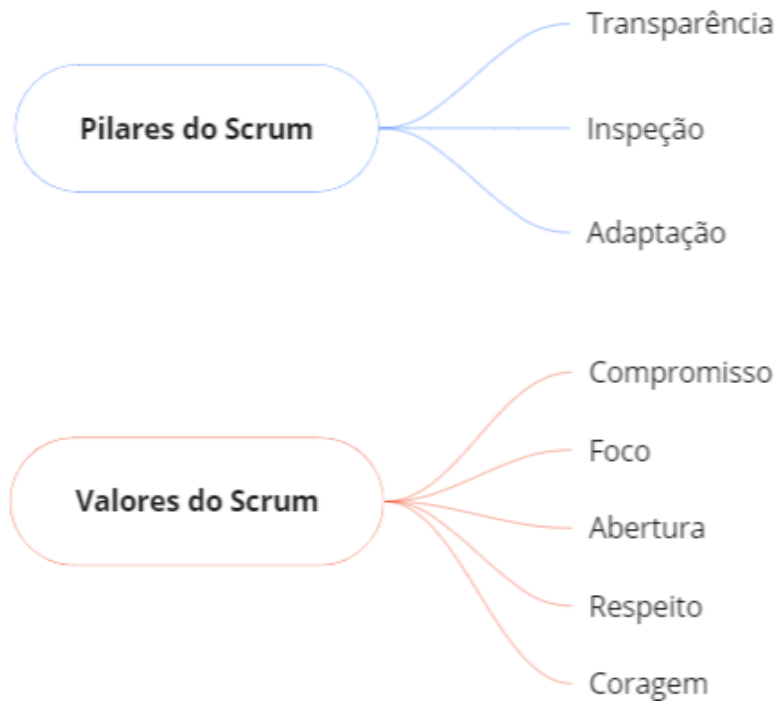 Pilares do Scrum
Transparência
Inspeção
Adaptação
Valores do Scrum
Compromisso
Foco
Abertura
Respeito
Coragem